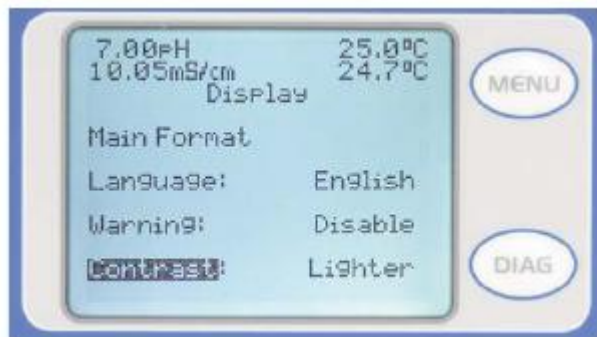 7.00pH 25.0°C
10.05mS/cm 24.7°C
Display
Main Format
Language: English
Warning: Disable
Contrast: Lighter
MENU
DIAG